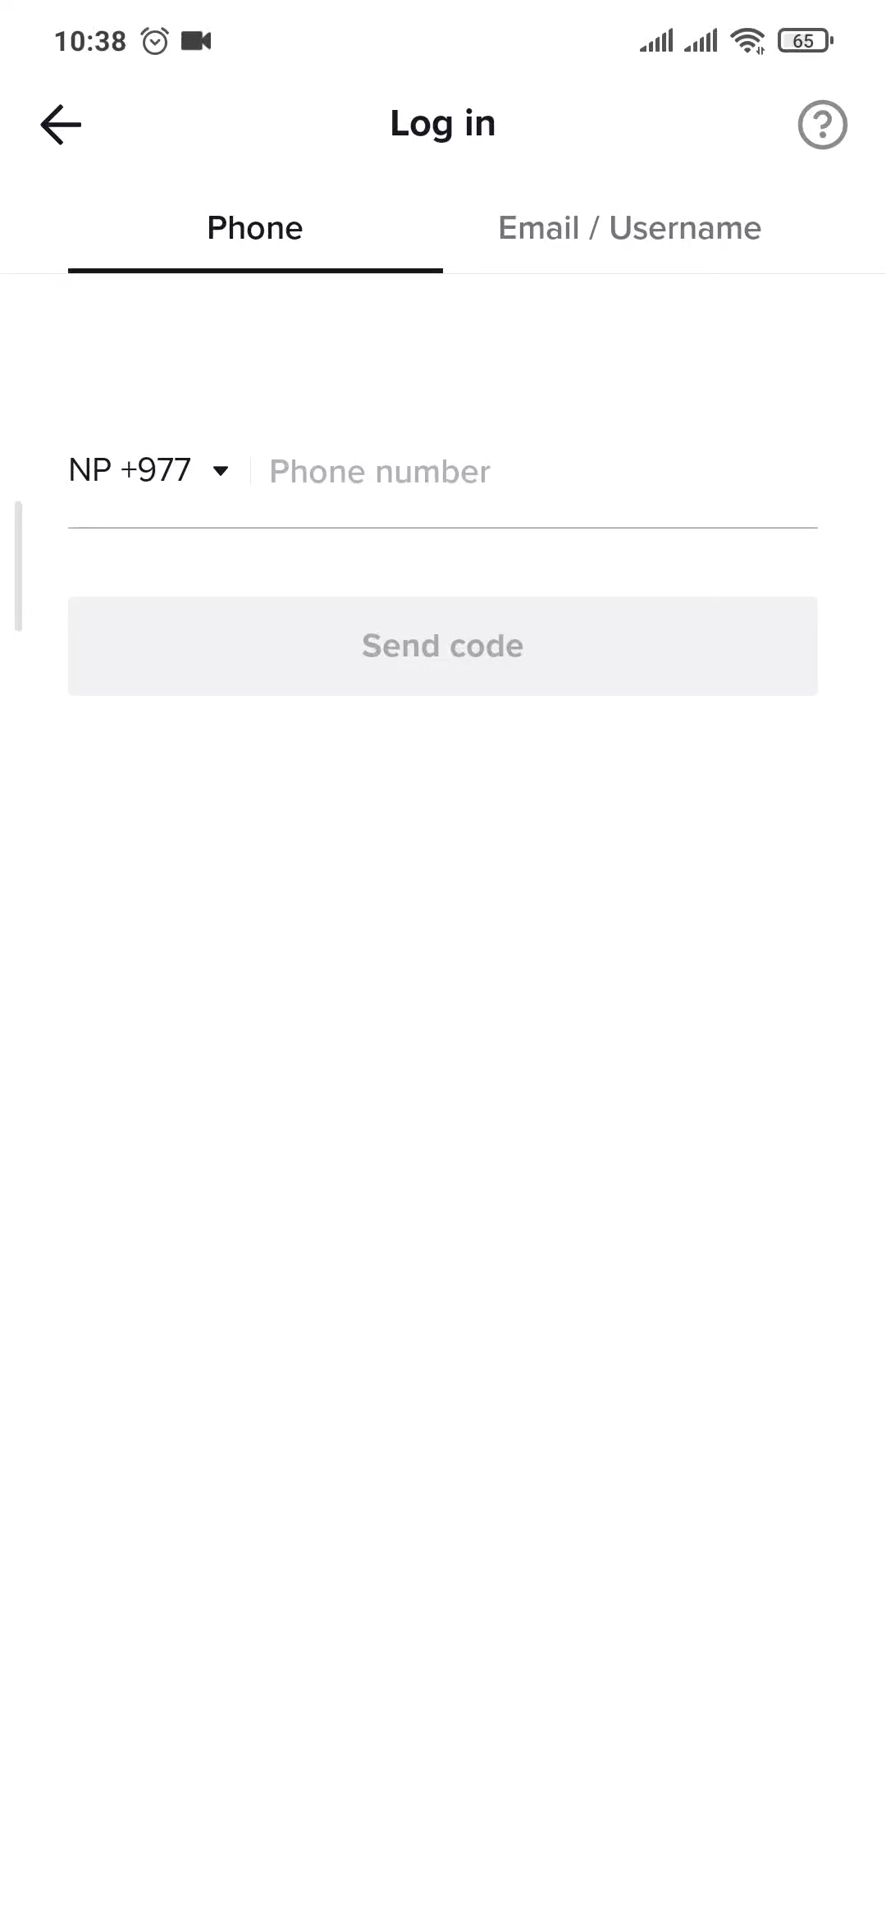 10:38
65
Log in
?
Phone
Email / Username
NP +977
Phone number
Send code